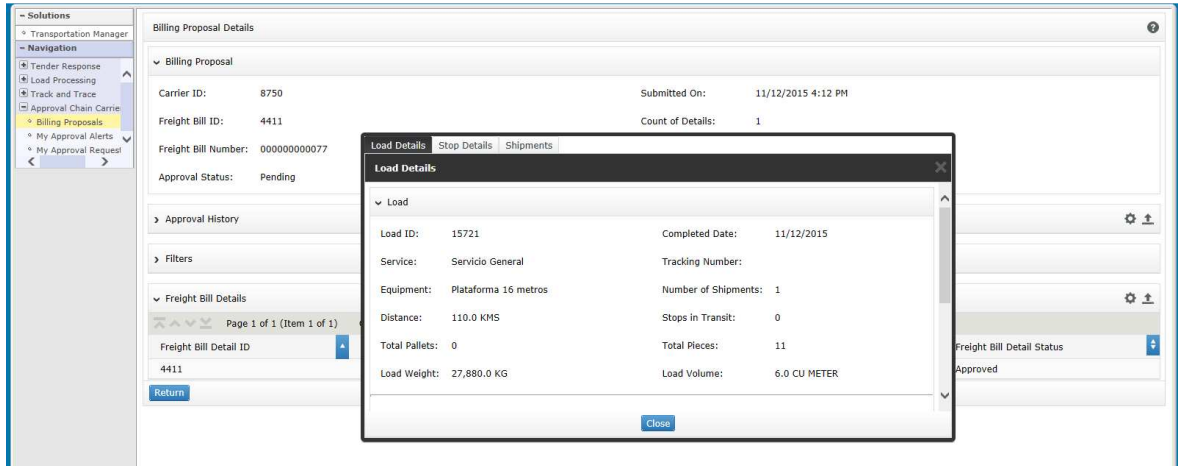 Solutions
Transportation Manager
Navigation
Tender Response
Load Processing
Track and Trace
Approval Chain Carrie
Billing Proposals
My Approval Alerts
My Approval Request
Billing Proposal Details
Billing Proposal
Carrier ID: 8750 Submitted On: 11/12/2015 4:12 PM
Freight Bill ID: 4411 Count of Details: 1
Freight Bill Number: 000000000077
Approval Status: Pending
Approval History
Filters
Freight Bill Details
Page 1 of 1 (Item 1 of 1)
Freight Bill Detail ID Freight Bill Detail Status
4411 Approved
Return
Load Details Stop Details Shipments
Load Details
Load
Load ID: 15721 Completed Date: 11/12/2015
Service: Servicio General Tracking Number:
Equipment: Plataforma 16 metros Number of Shipments: 1
Distance: 110.0 KMS Stops in Transit: 0
Total Pallets: 0 Total Pieces: 11
Load Weight: 27,880.0 KG Load Volume: 6.0 CU METER
Close